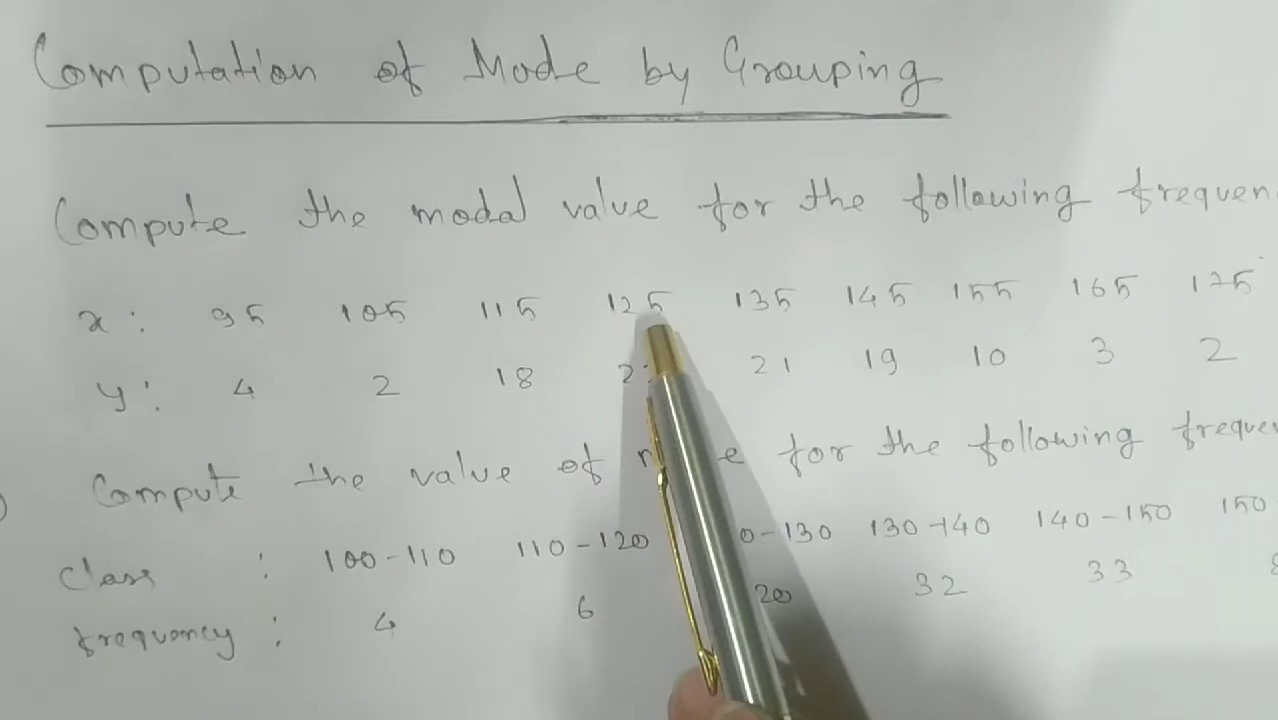 Computation of Mode by Grouping
Compute the modal value for the following frequen
x : 95 105 115 125 135 145 155 165 175
y : 4 2 18 21 19 10 3 2
Compute the value of for the following freque
class : 100-110 110-120 0-130 130-140 140-150 150
frequency : 4 6 20 32 33